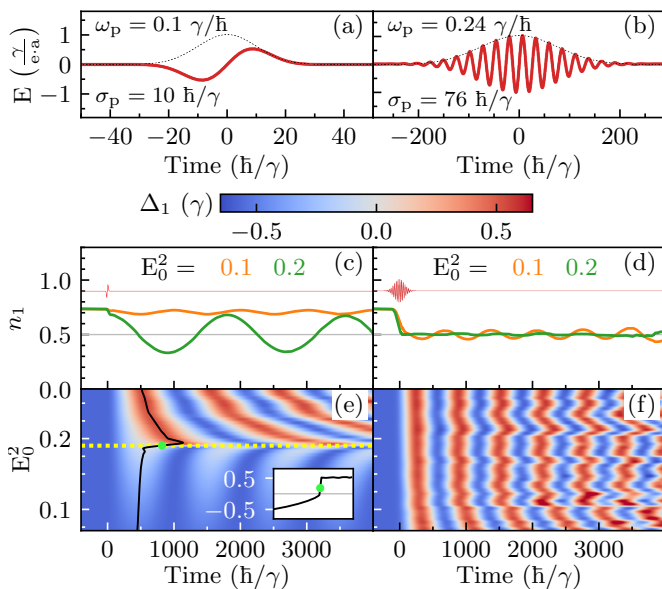 ωₚ = 0.1 γ/ħ (a)
ωₚ = 0.24 γ/ħ (b)
E (γ/e·a)
1
0
−1
σₚ = 10 ħ/γ
σₚ = 76 ħ/γ
−40 −20 0 20 40
−200 0 200
Time (ħ/γ)
Time (ħ/γ)
Δ₁ (γ)
−0.5 0.0 0.5
E₀² = 0.1 0.2 (c)
E₀² = 0.1 0.2 (d)
n₁
1.0
0.5
0.0
(e)
(f)
E₀²
0.2
0.1
0.5
−0.5
0 1000 2000 3000
0 1000 2000 3000
Time (ħ/γ)
Time (ħ/γ)